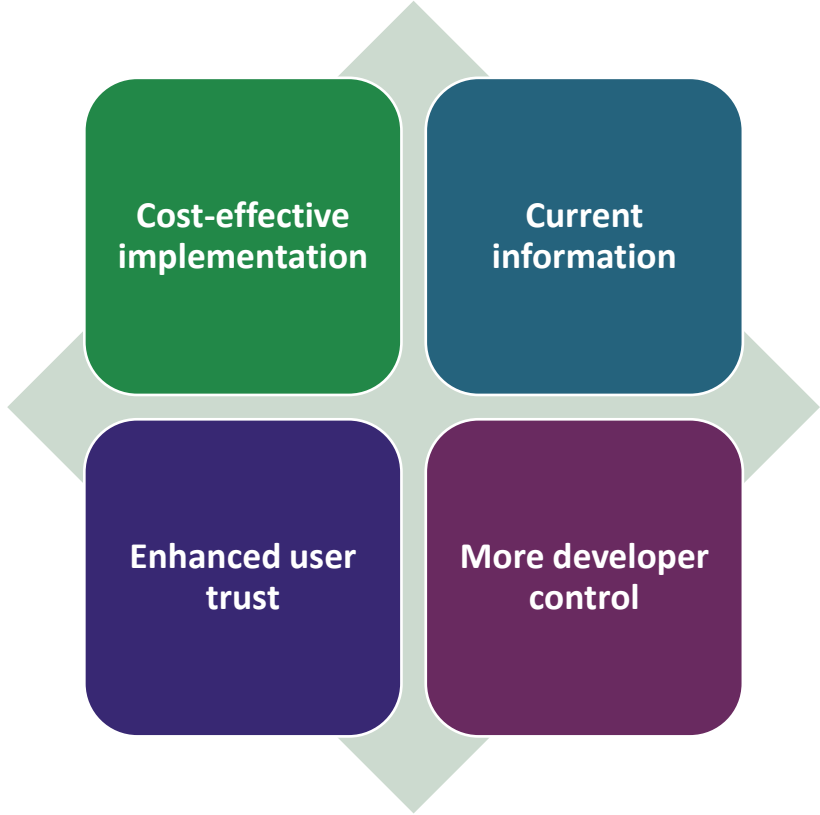 Cost-effective
implementation
Current
information
Enhanced user
trust
More developer
control